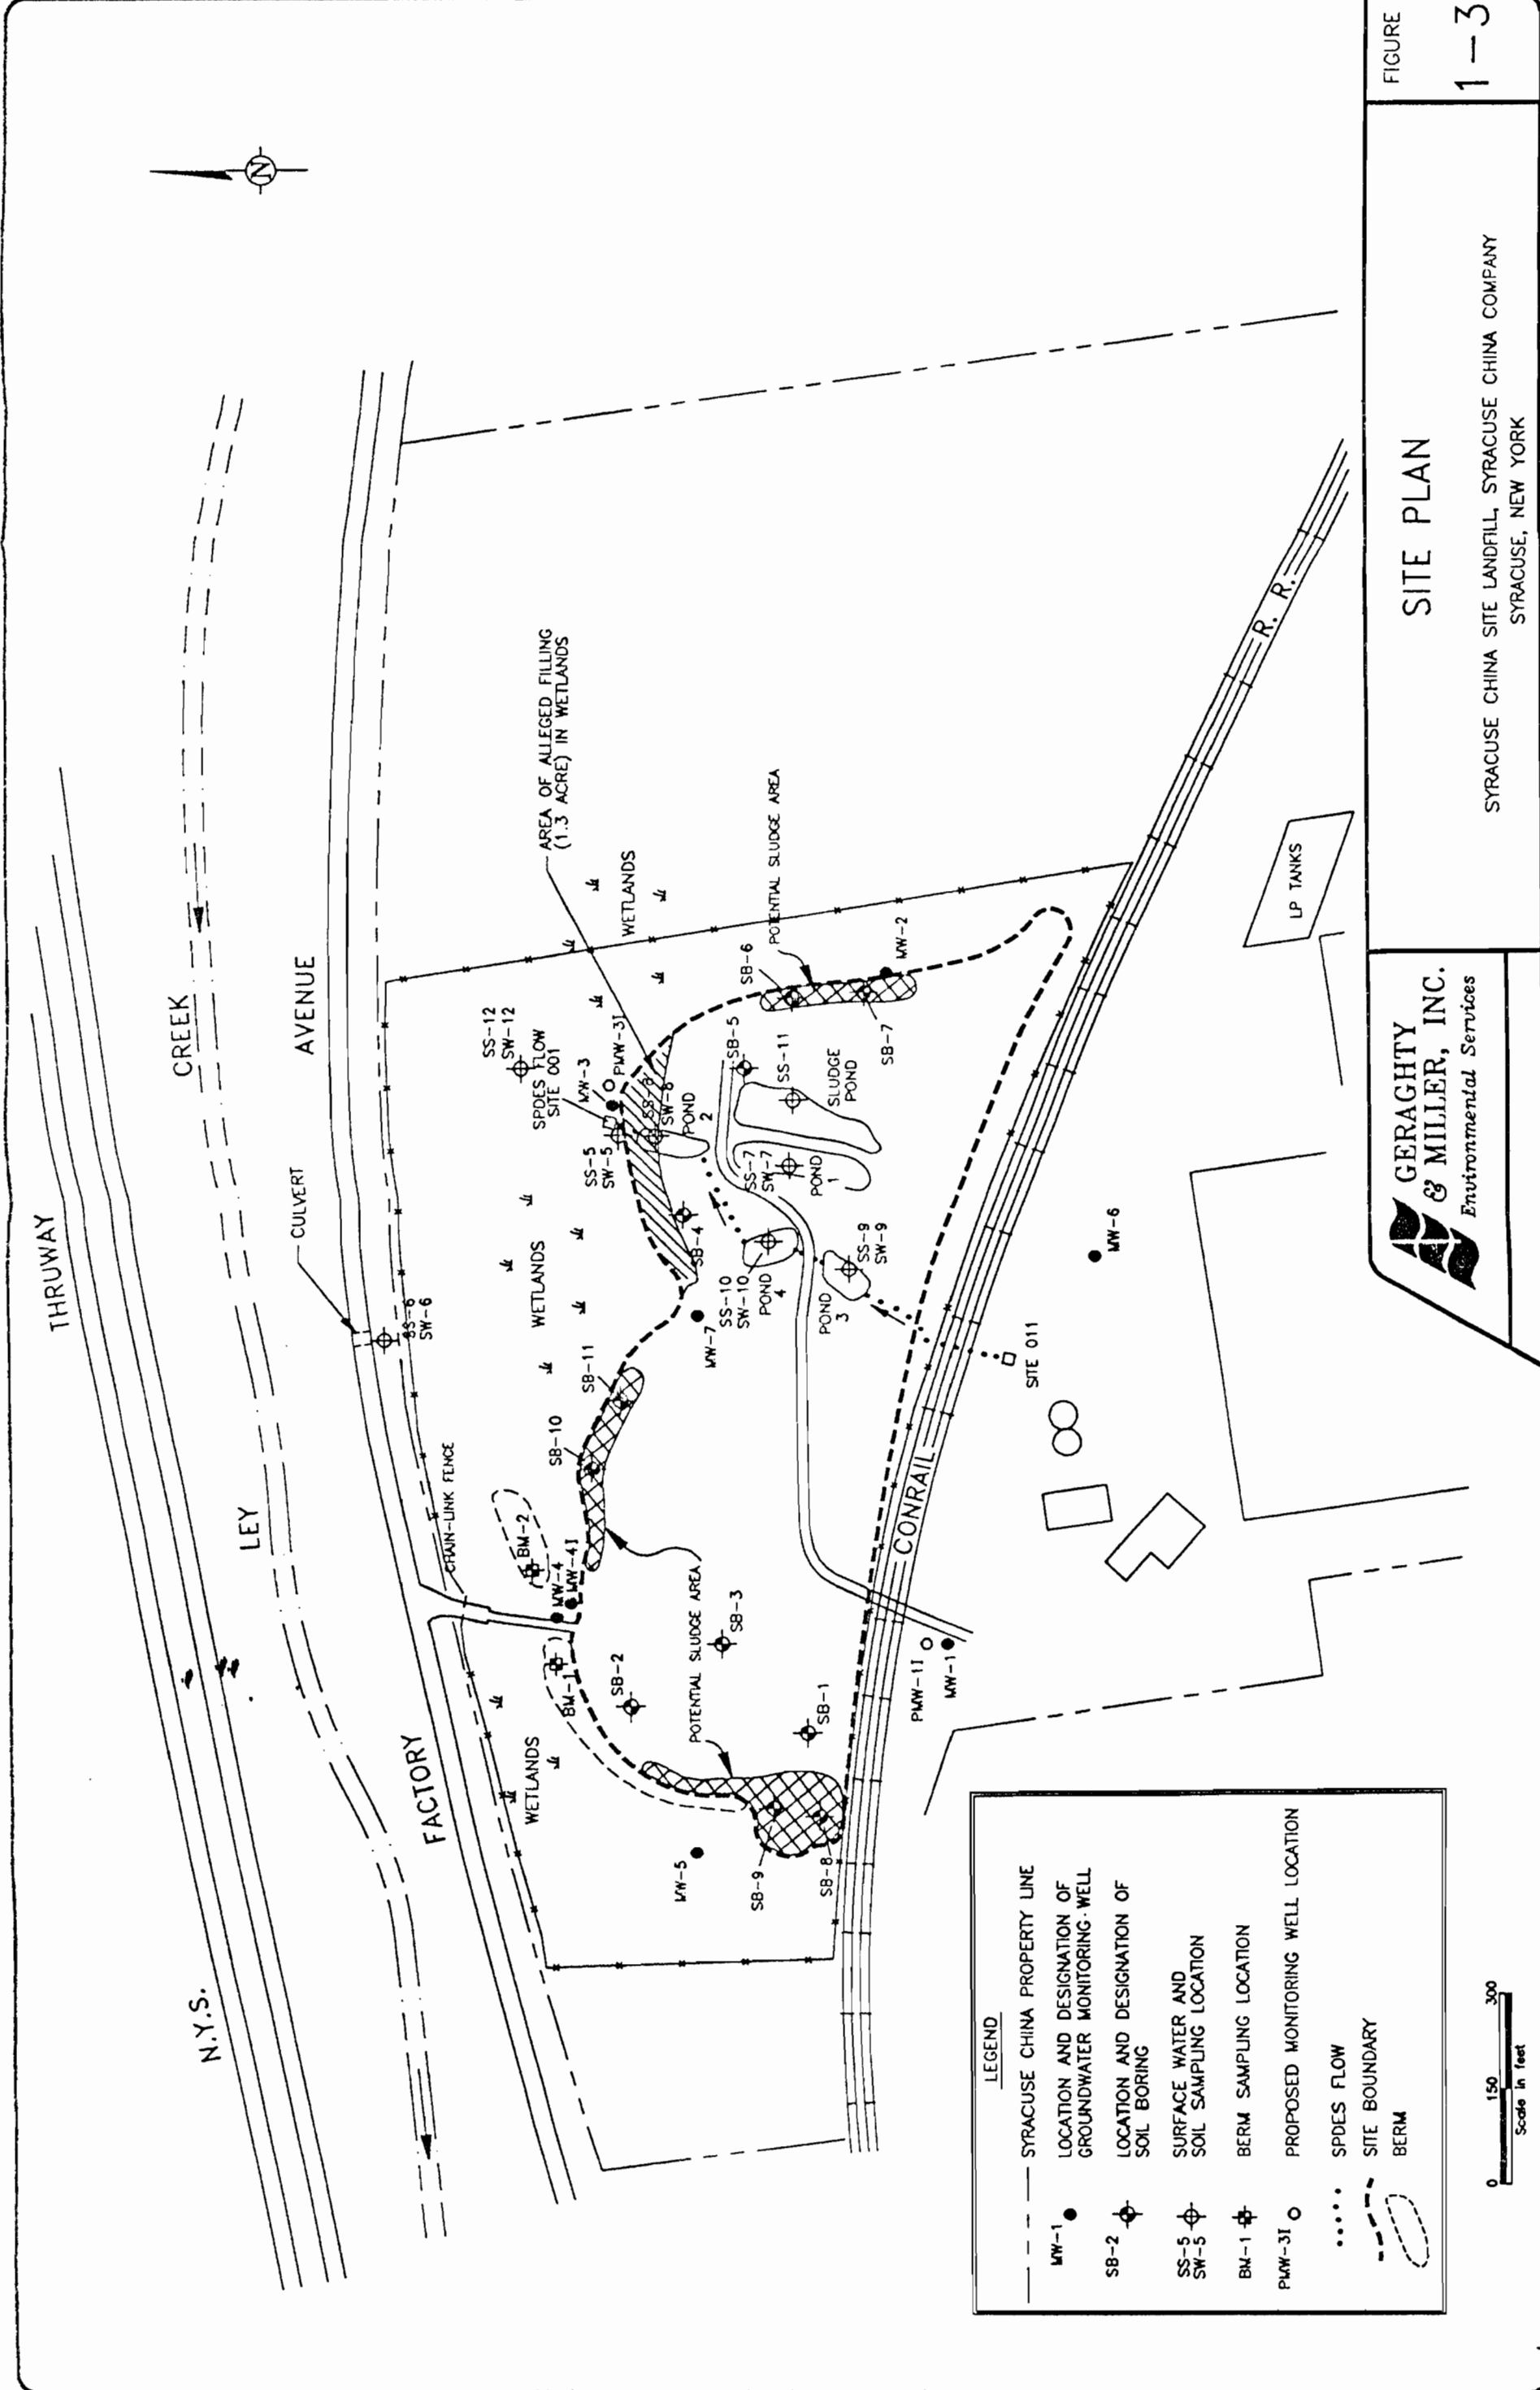 N.Y.S.
THRUWAY
LEY
CREEK
FACTORY
AVENUE
CULVERT
CHAIN-LINK FENCE
SS-6
SW-6
SS-12
SW-12
SPDES FLOW
SITE 001
MW-3
PMW-3I
SS-5
SW-5
SW-8
POND
2
AREA OF ALLEGED FILLING
(1.3 ACRE) IN WETLANDS
WETLANDS
WETLANDS
WETLANDS
POTENTIAL SLUDGE AREA
SB-6
MW-2
SB-7
SB-5
SS-11
SLUDGE
POND
SS-7
SW-7
POND
1
SB-4
SS-10
SW-10
POND
4
SS-9
SW-9
POND
3
MW-7
SB-11
SB-10
BM-2
MW-4
MW-4I
BM-1
SB-2
SB-3
POTENTIAL SLUDGE AREA
SB-1
MW-5
SB-9
SB-8
CONRAIL
R. R.
SITE 011
MW-6
PMW-1I
MW-1
LP TANKS
N
LEGEND
SYRACUSE CHINA PROPERTY LINE
MW-1
LOCATION AND DESIGNATION OF
GROUNDWATER MONITORING WELL
SB-2
LOCATION AND DESIGNATION OF
SOIL BORING
SS-5
SW-5
SURFACE WATER AND
SOIL SAMPLING LOCATION
BM-1
BERM SAMPLING LOCATION
PMW-3I
PROPOSED MONITORING WELL LOCATION
SPDES FLOW
SITE BOUNDARY
BERM
0 150 300
Scale in feet
GERAGHTY
& MILLER, INC.
Environmental Services
SITE PLAN
SYRACUSE CHINA SITE LANDFILL, SYRACUSE CHINA COMPANY
SYRACUSE, NEW YORK
FIGURE
1-3